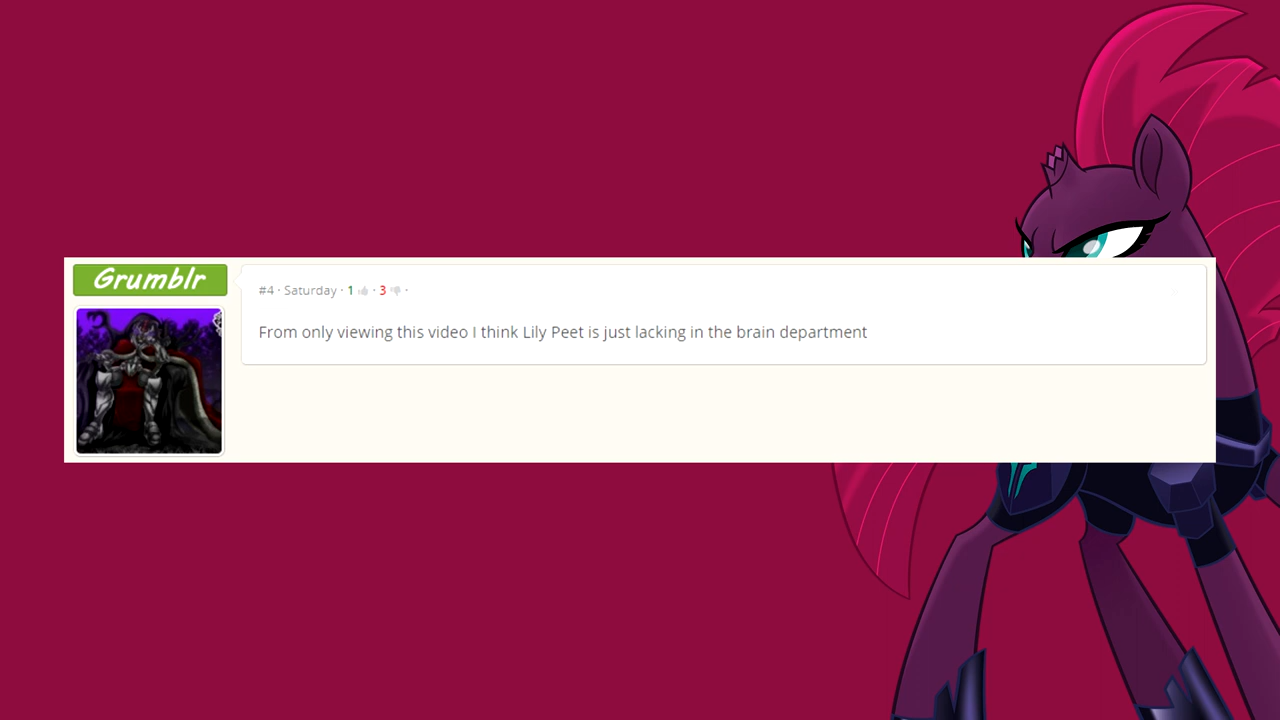 Grumblr
#4 · Saturday · 1 · 3 ·
From only viewing this video I think Lily Peet is just lacking in the brain department